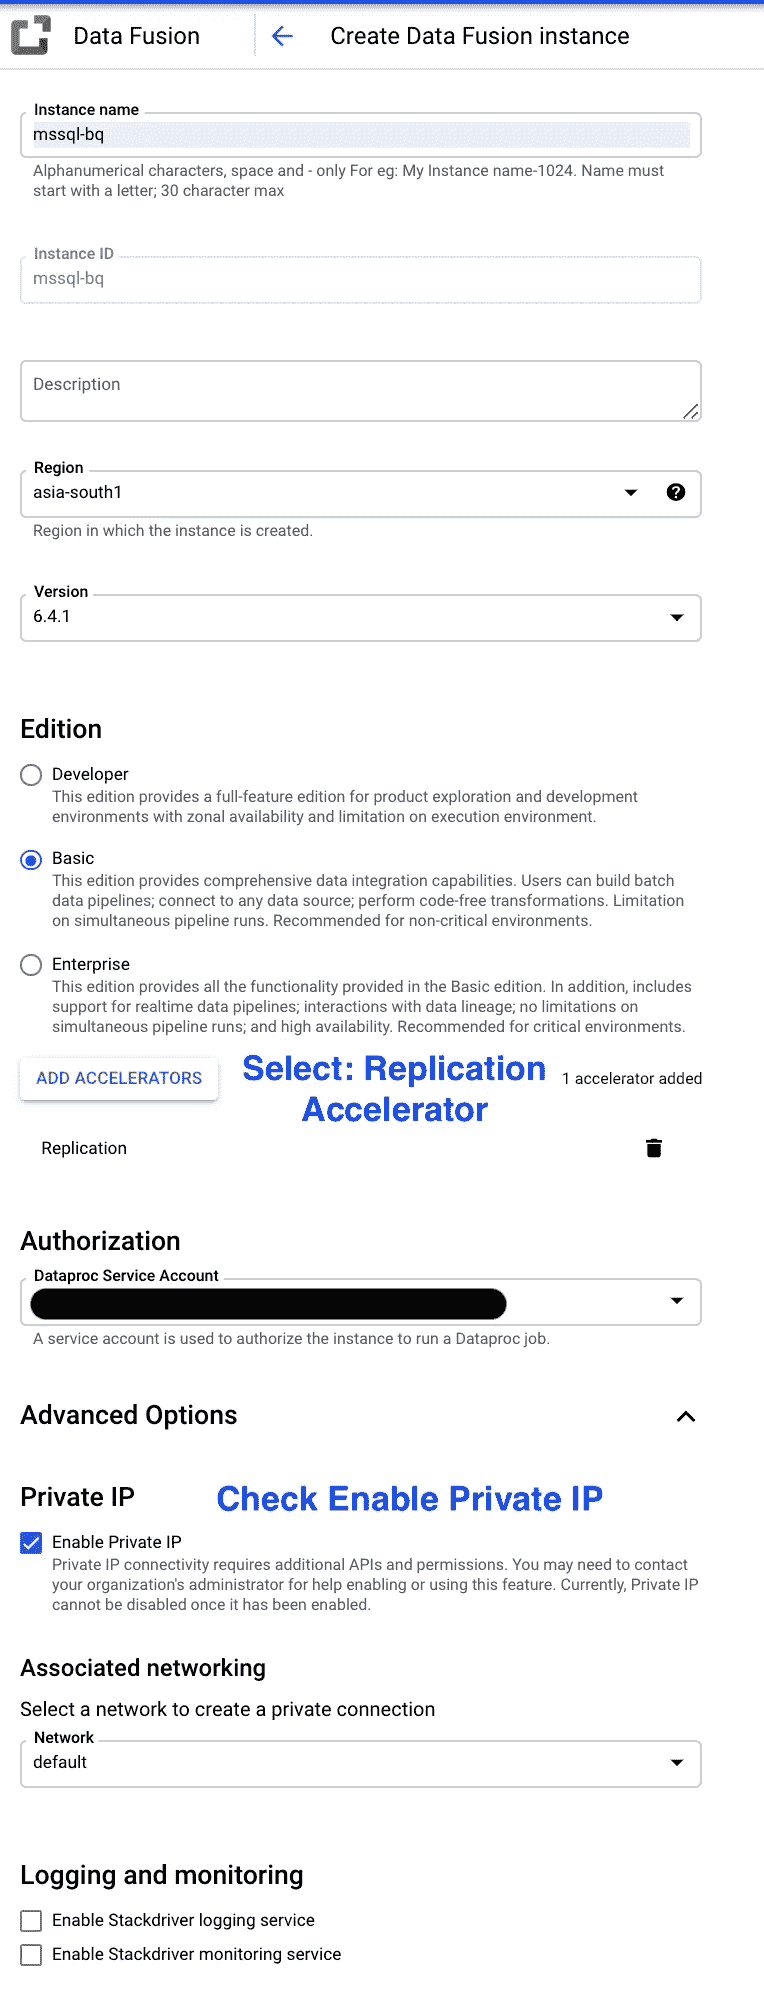 Data Fusion
Create Data Fusion instance
Instance name
mssql-bq
Alphanumerical characters, space and - only For eg: My Instance name-1024. Name must
start with a letter; 30 character max
Instance ID
mssql-bq
Description
Region
asia-south1
Region in which the instance is created.
Version
6.4.1
Edition
Developer
This edition provides a full-feature edition for product exploration and development
environments with zonal availability and limitation on execution environment.
Basic
This edition provides comprehensive data integration capabilities. Users can build batch
data pipelines; connect to any data source; perform code-free transformations. Limitation
on simultaneous pipeline runs. Recommended for non-critical environments.
Enterprise
This edition provides all the functionality provided in the Basic edition. In addition, includes
support for realtime data pipelines; interactions with data lineage; no limitations on
simultaneous pipeline runs; and high availability. Recommended for critical environments.
ADD ACCELERATORS
Select: Replication
Accelerator
1 accelerator added
Replication
Authorization
Dataproc Service Account
A service account is used to authorize the instance to run a Dataproc job.
Advanced Options
Private IP
Check Enable Private IP
Enable Private IP
Private IP connectivity requires additional APIs and permissions. You may need to contact
your organization's administrator for help enabling or using this feature. Currently, Private IP
cannot be disabled once it has been enabled.
Associated networking
Select a network to create a private connection
Network
default
Logging and monitoring
Enable Stackdriver logging service
Enable Stackdriver monitoring service